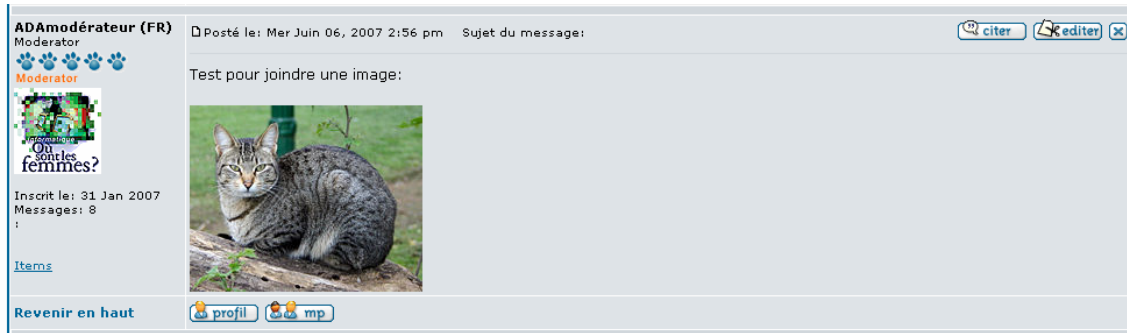 ADAmodérateur (FR)
Moderator
Moderator
informatique
Où
sont les
femmes?
Inscrit le: 31 Jan 2007
Messages: 8
:
Items
Revenir en haut
Posté le: Mer Juin 06, 2007 2:56 pm Sujet du message:
citer editer x
Test pour joindre une image:
profil mp